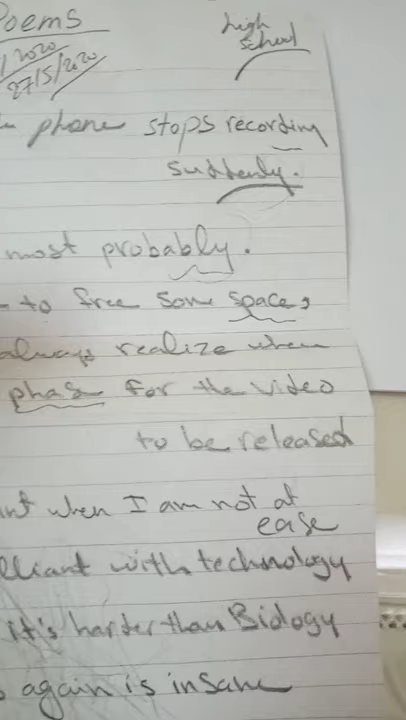 Poems
high
school
2020
27/5/2020
phone stops recording
suddenly.
most probably.
to free some space,
always realize when
phase for the video
to be released
when I am not at
ease
with technology
it's harder than Biology
again is insane